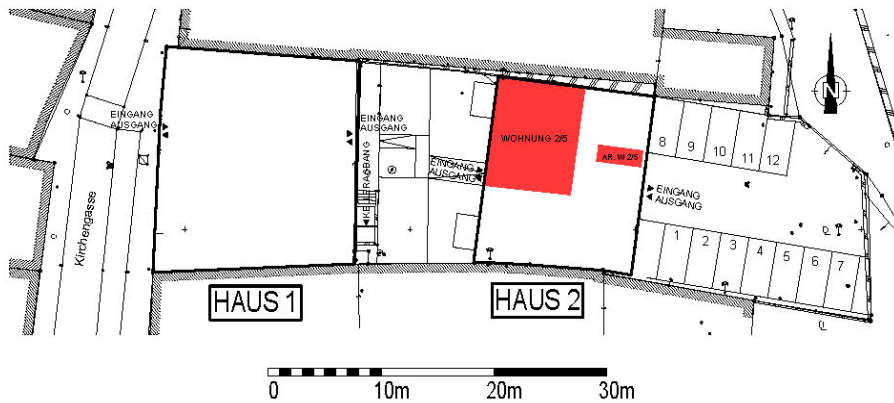 EINGANG
AUSGANG
EINGANG
AUSGANG
WOHNUNG 2/5
AR. W 2/5
EINGANG
AUSGANG
EINGANG
AUSGANG
KELLERABGANG
Kirchengasse
N
8
9
10
11
12
1
2
3
4
5
6
7
HAUS 1
HAUS 2
0
10m
20m
30m